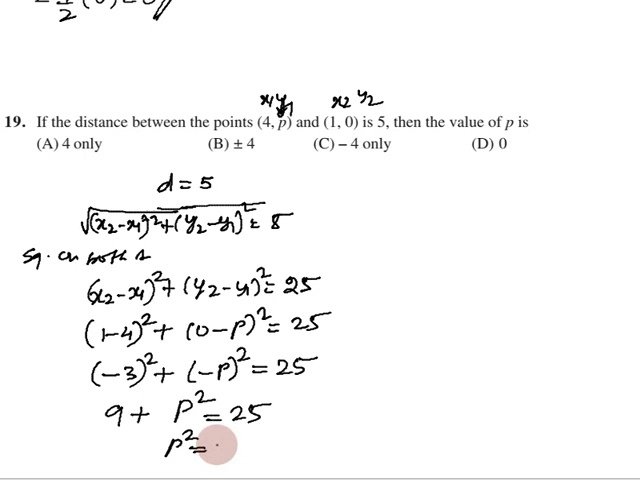 x₁ y₁ x₂ y₂
19. If the distance between the points (4, p) and (1, 0) is 5, then the value of p is
(A) 4 only (B) ± 4 (C) – 4 only (D) 0
d = 5
√(x₂-x₁)²+(y₂-y₁)² = 5
Sq. on both s
(x₂-x₁)²+(y₂-y₁)² = 25
(1-4)²+(0-p)² = 25
(-3)²+(-p)² = 25
9+ p² = 25
p² =